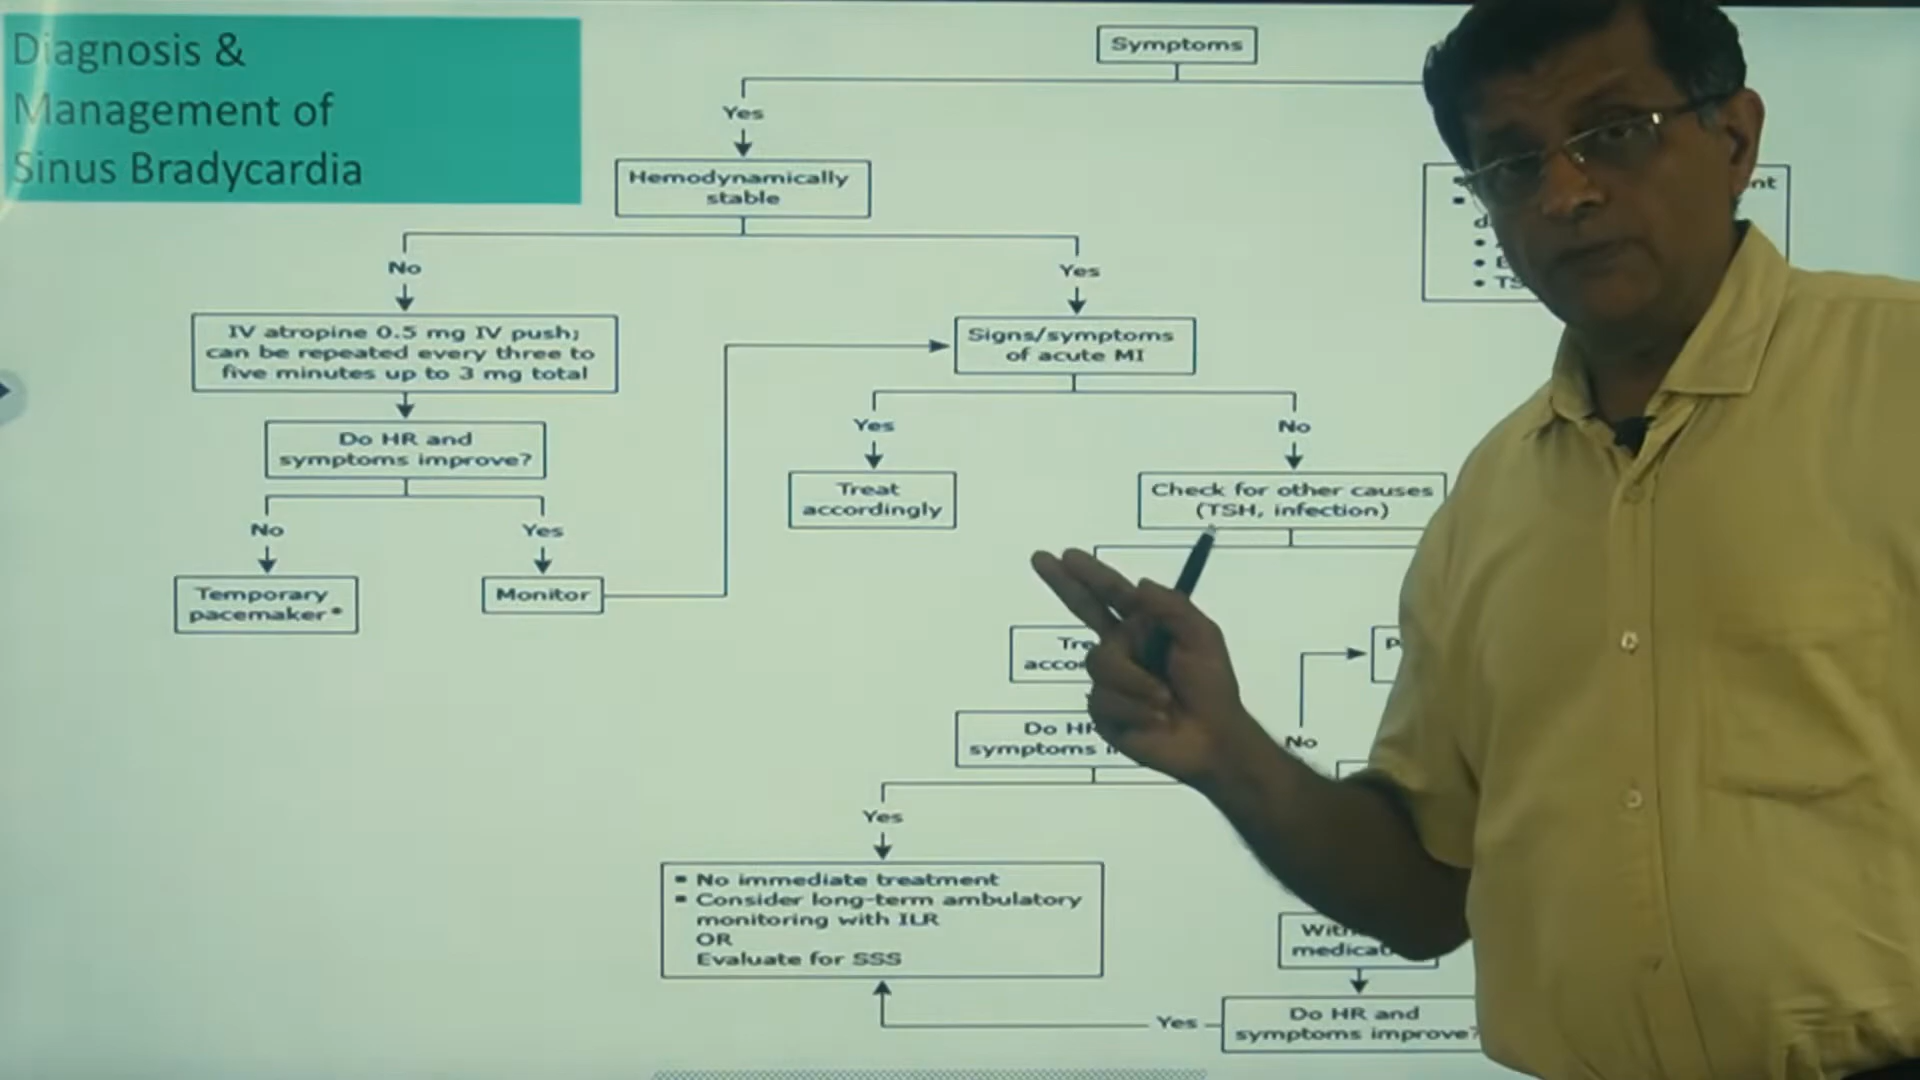 Diagnosis &
Management of
Sinus Bradycardia
Symptoms
Yes
Hemodynamically
stable
No
Yes
IV atropine 0.5 mg IV push;
can be repeated every three to
five minutes up to 3 mg total
Signs/symptoms
of acute MI
Do HR and
symptoms improve?
Yes
No
Treat
accordingly
Check for other causes
(TSH, infection)
No
Yes
Temporary
pacemaker*
Monitor
Do
symptoms
No
Yes
No immediate treatment
Consider long-term ambulatory
monitoring with ILR
OR
Evaluate for SSS
Do HR and
symptoms improve?
Yes